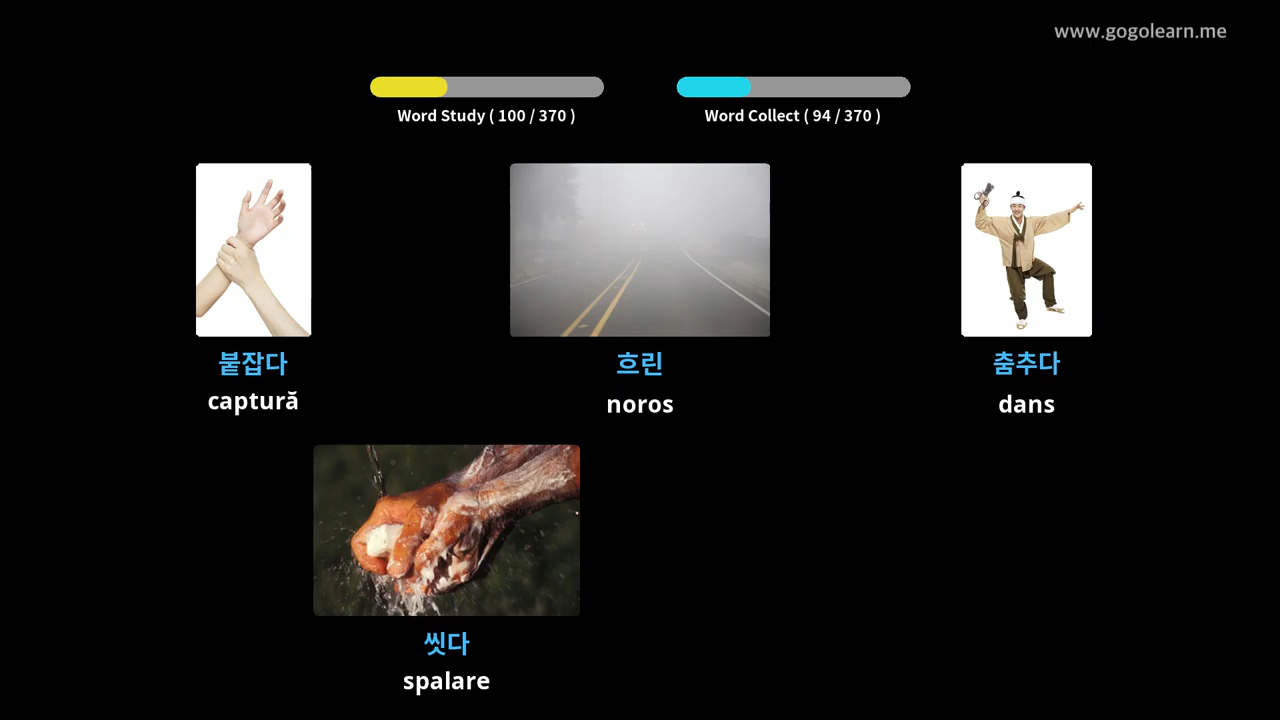 www.gogolearn.me
Word Study ( 100 / 370 )
Word Collect ( 94 / 370 )
붙잡다
captură
흐린
noros
춤추다
dans
씻다
spalare